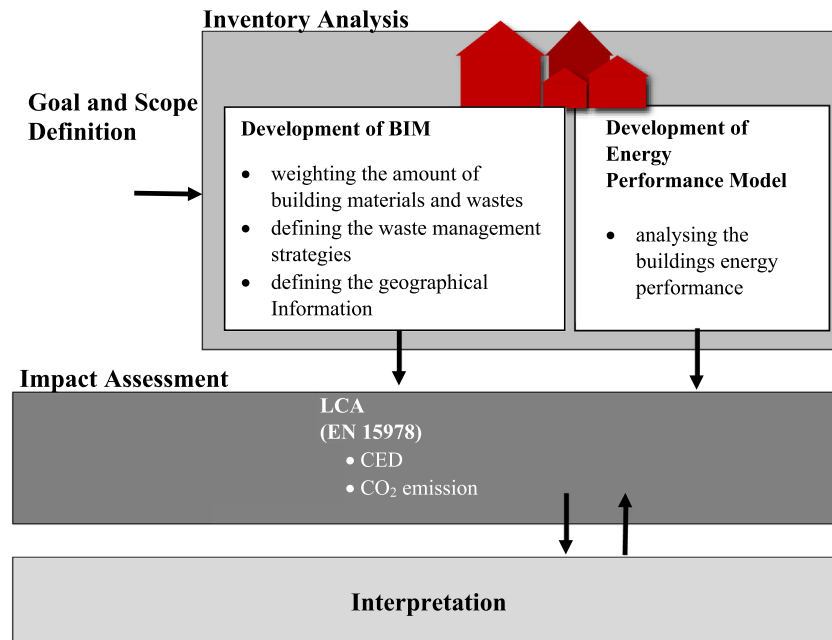 Inventory Analysis
Goal and Scope
Definition
Development of BIM
• weighting the amount of
building materials and wastes
• defining the waste management
strategies
• defining the geographical
Information
Development of
Energy
Performance Model
• analysing the
buildings energy
performance
Impact Assessment
LCA
(EN 15978)
• CED
• CO₂ emission
Interpretation